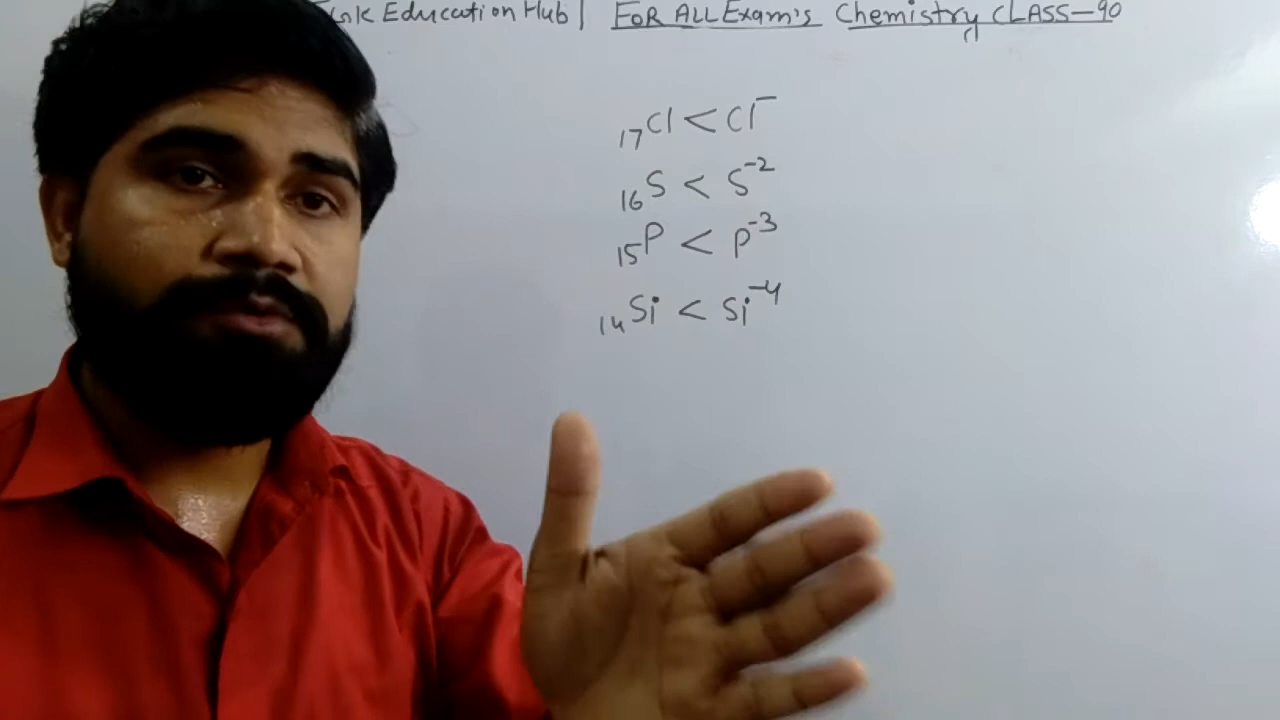 Education Hub | FOR ALL Exam's Chemistry CLASS-90
₁₇Cl < Cl⁻
₁₆S < S⁻²
₁₅P < P⁻³
₁₄Si < Si⁻⁴